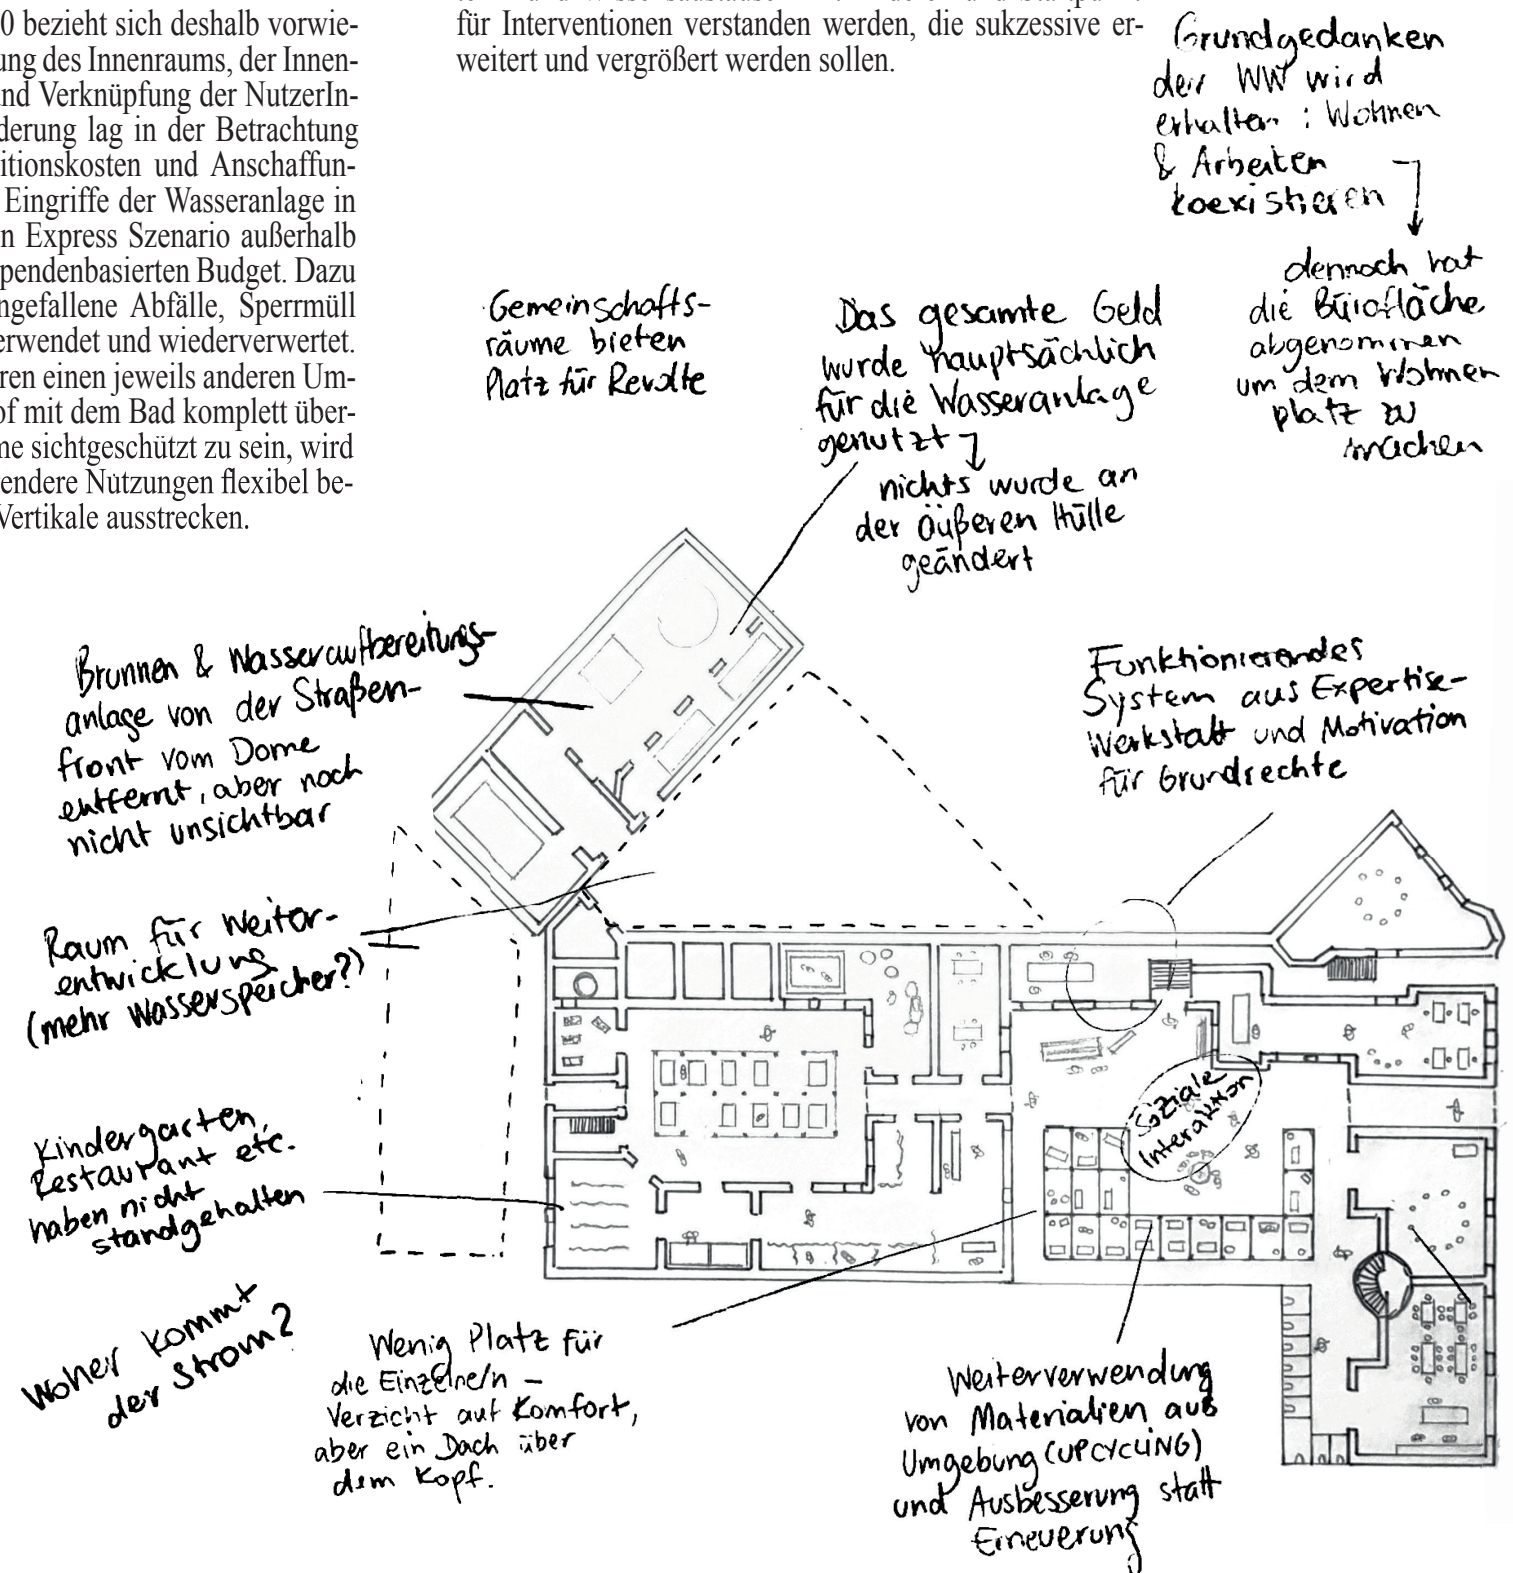 0 bezieht sich deshalb vorwie-
ung des Innenraums, der Innen-
und Verknüpfung der NutzerIn-
derung lag in der Betrachtung
itionskosten und Anschaffun-
Eingriffe der Wasseranlage in
n Express Szenario außerhalb
pendenbasierten Budget. Dazu
ngefallene Abfälle, Sperrmüll
erwendet und wiederverwertet.
ren einen jeweils anderen Um-
of mit dem Bad komplett über-
me sichtgeschützt zu sein, wird
endere Nutzungen flexibel be-
Vertikale ausstrecken.
für Interventionen verstanden werden, die sukzessive er-
weitert und vergrößert werden sollen.
Grundgedanken
der WW wird
erhalten : Wohnen
& Arbeiten
koexistieren
dennoch hat
die Bürofläche
abgenommen
um dem Wohnen
platz zu
machen
Gemeinschafts-
räume bieten
Platz für Revolte
Das gesamte Geld
wurde hauptsächlich
für die Wasseranlage
genutzt
nichts wurde an
der äußeren Hülle
geändert
Brunnen & Wasseraufbereitungs-
anlage von der Straßen-
front vom Dome
entfernt, aber noch
nicht unsichtbar
Funktionierendes
System aus Expertise-
Werkstatt und Motivation
für Grundrechte
Raum für Weiter-
entwicklung
(mehr Wasserspeicher?)
Soziale
Interaktion
Kindergarten,
Restaurant etc.
haben nicht
standgehalten
Woher kommt
der Strom?
Wenig Platz für
die Einzelne/n –
Verzicht auf Komfort,
aber ein Dach über
dem Kopf.
Weiterverwendung
von Materialien aus
Umgebung (UPCYCLING)
und Ausbesserung statt
Erneuerung